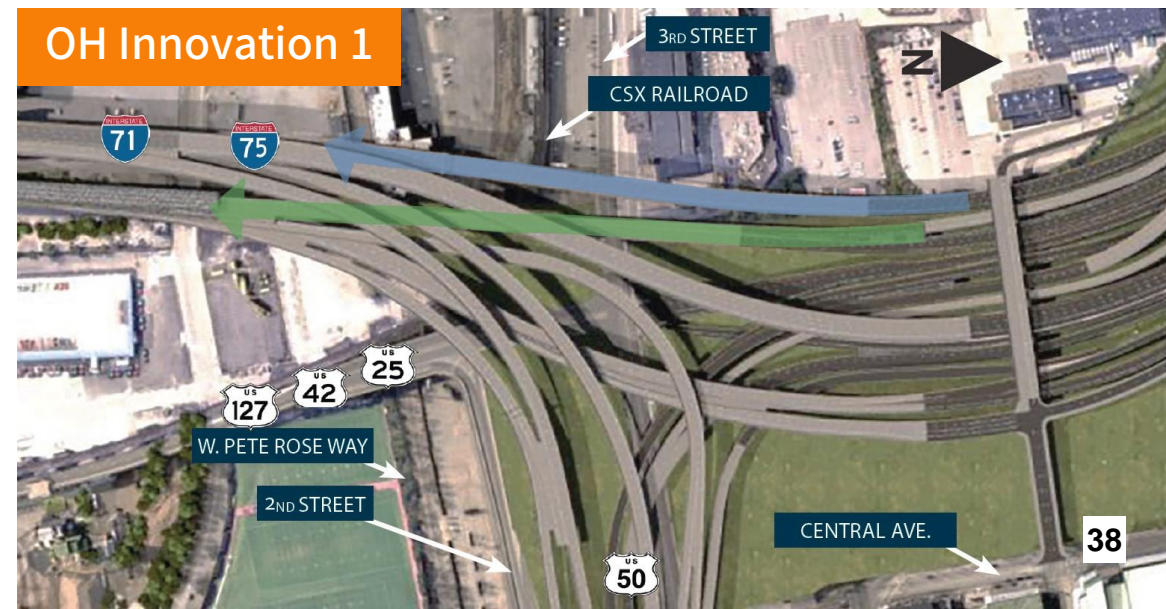 OH Innovation 1
3RD STREET
N
CSX RAILROAD
INTERSTATE
71
INTERSTATE
75
US
25
US
42
US
127
W. PETE ROSE WAY
2ND STREET
CENTRAL AVE.
38
US
50